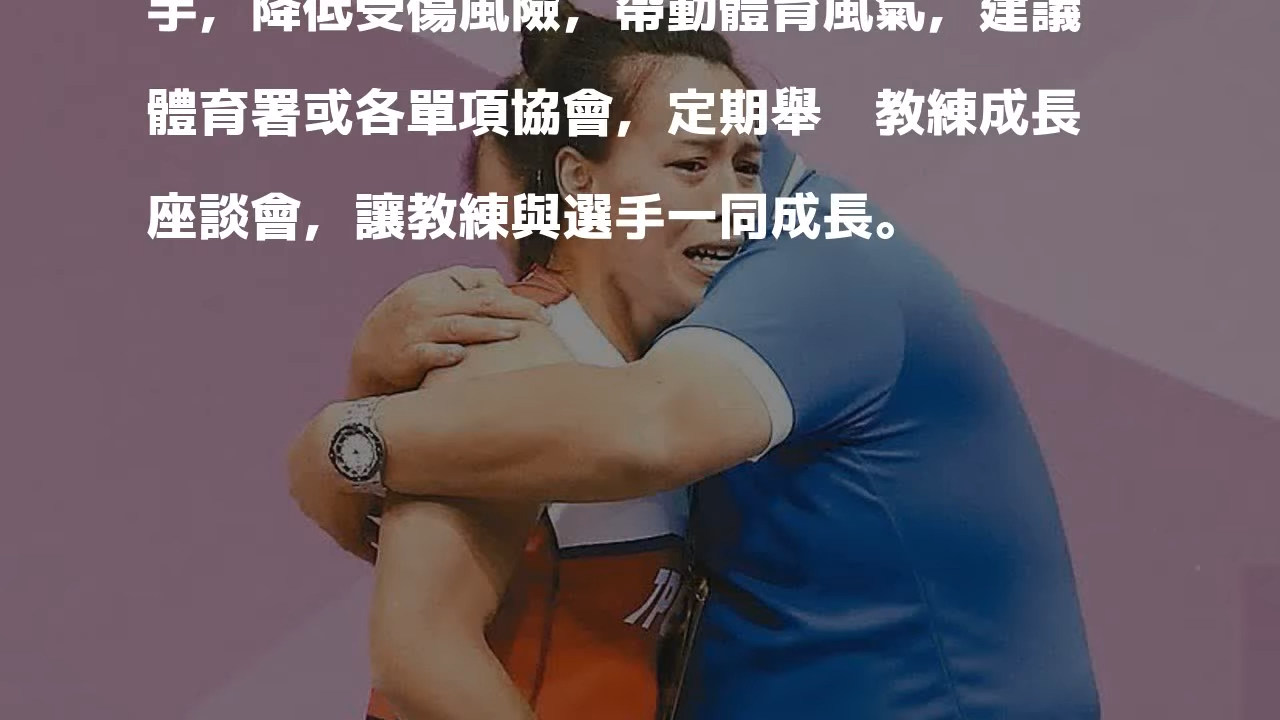 手，降低受傷風險，帶動體育風氣，建議
體育署或各單項協會，定期舉　教練成長
座談會，讓教練與選手一同成長。
TP